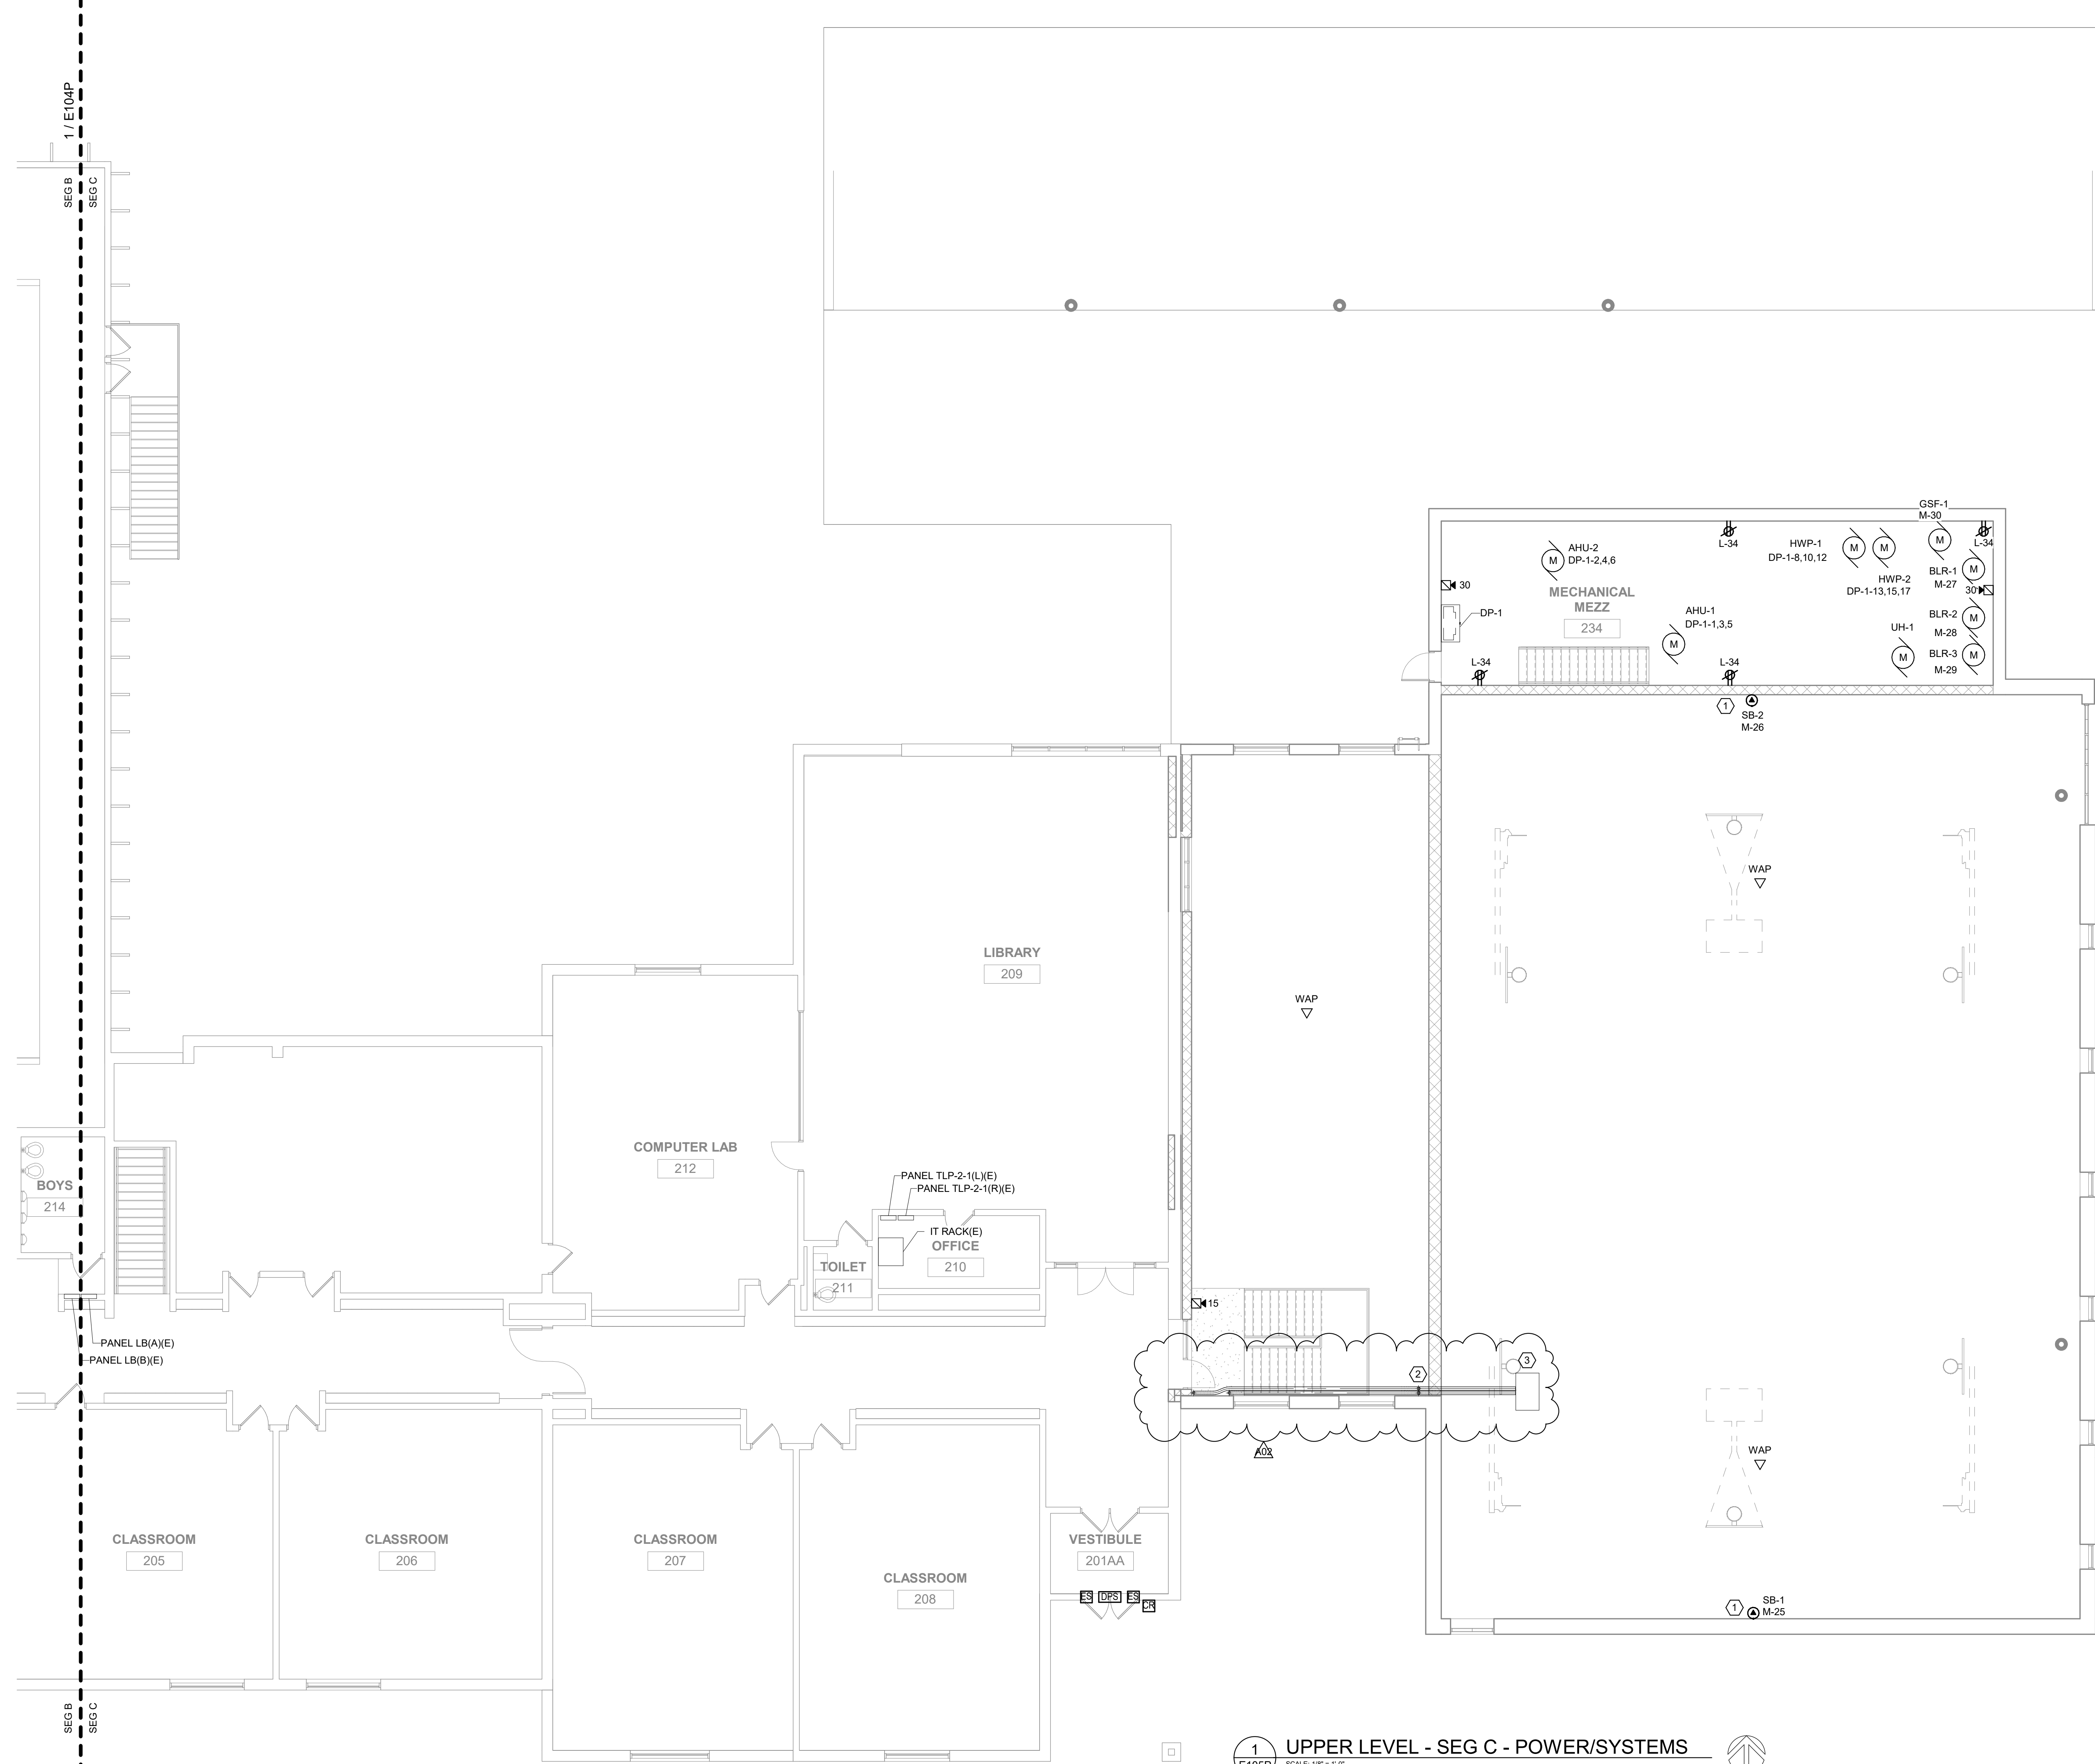 1 / E104P
SEG B
SEG C
GSF-1
M-30
L-34
L-34
AHU-2
DP-1-2,4,6
HWP-1
DP-1-8,10,12
M
M
M
M
BLR-1
M-27
M
HWP-2
DP-1-13,15,17
30
30
MECHANICAL
MEZZ
234
DP-1
AHU-1
DP-1-1,3,5
M
BLR-2
M-28
M
UH-1
M
BLR-3
M-29
M
L-34
L-34
1
SB-2
M-26
WAP
LIBRARY
209
WAP
COMPUTER LAB
212
BOYS
214
PANEL TLP-2-1(L)(E)
PANEL TLP-2-1(R)(E)
IT RACK(E)
OFFICE
210
TOILET
211
15
PANEL LB(A)(E)
PANEL LB(B)(E)
2
3
A02
WAP
CLASSROOM
205
CLASSROOM
206
CLASSROOM
207
CLASSROOM
208
VESTIBULE
201AA
ES
DPS
ES
CR
1
SB-1
M-25
SEG B
SEG C
1
E105P
UPPER LEVEL - SEG C - POWER/SYSTEMS
SCALE: 1/8" = 1'-0"